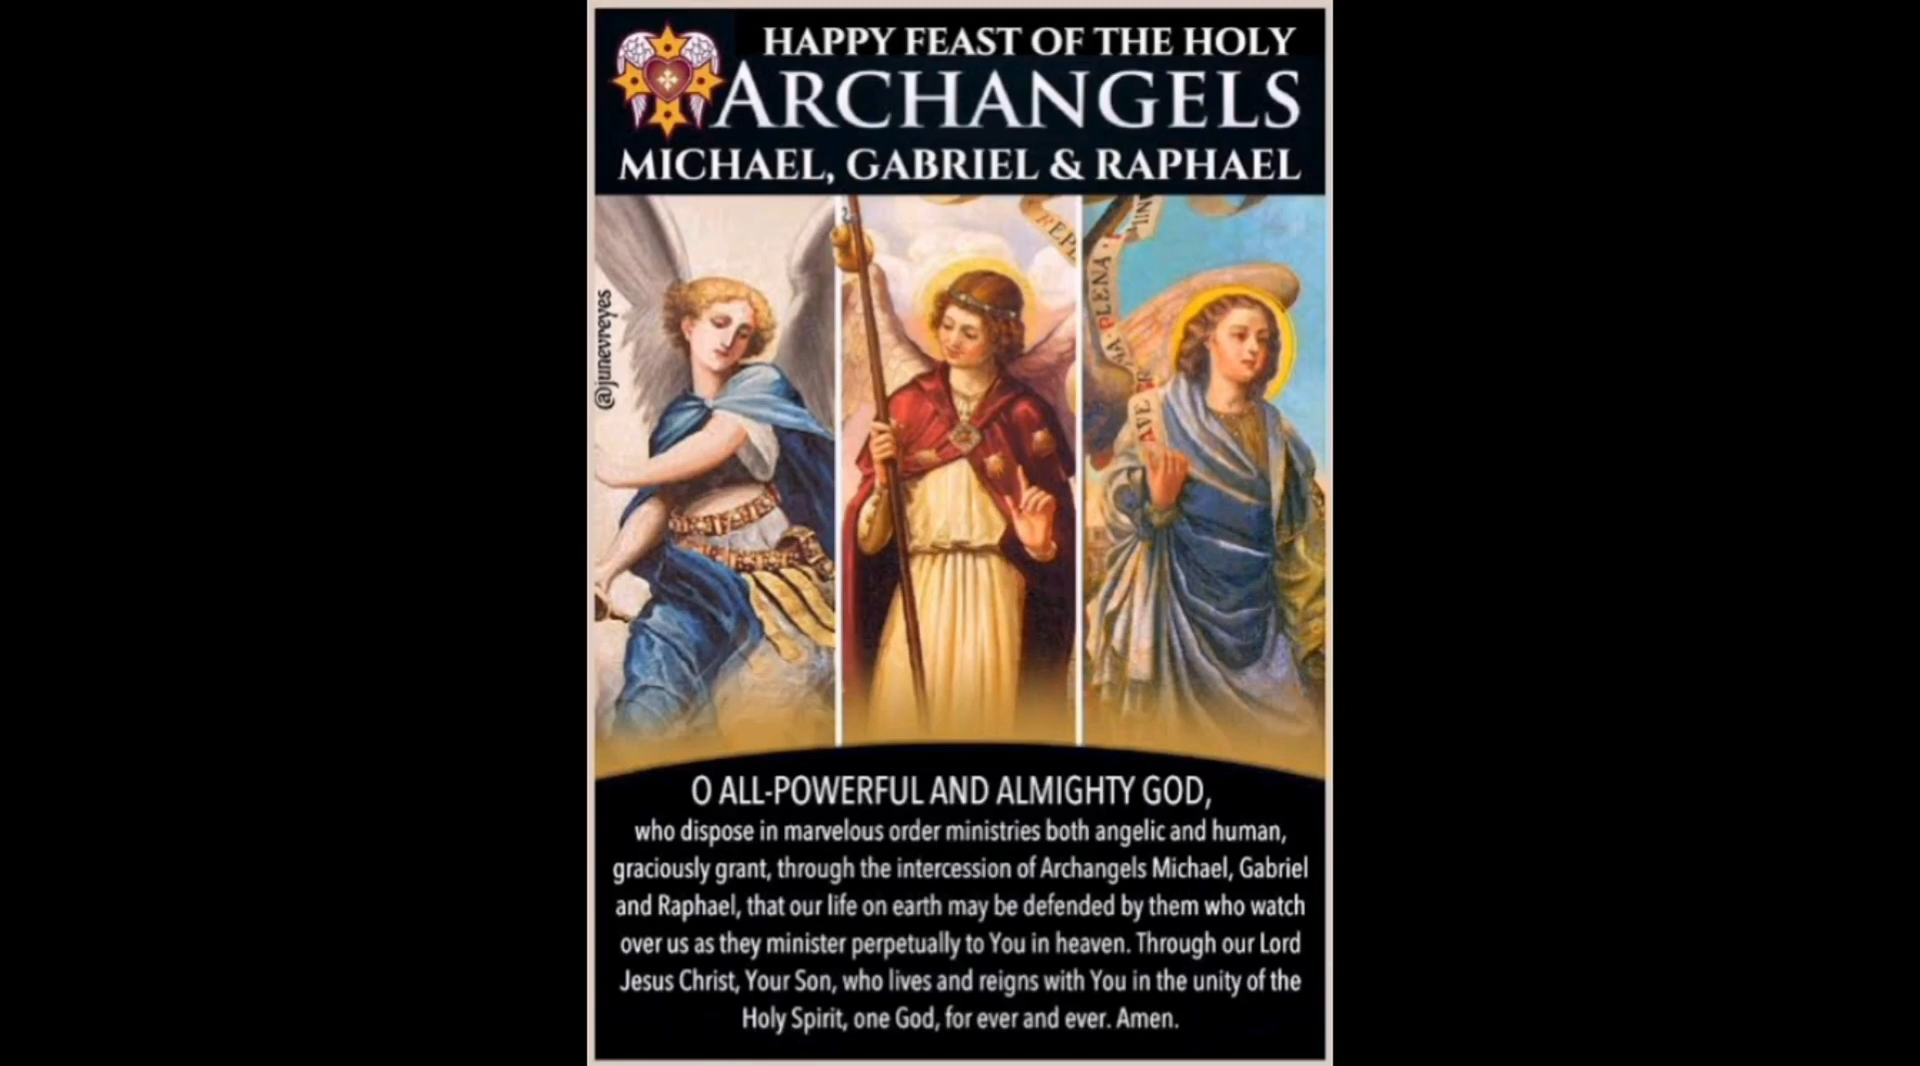 HAPPY FEAST OF THE HOLY
ARCHANGELS
MICHAEL, GABRIEL & RAPHAEL
@junevreyes
REPL
PLENA
AVE
O ALL-POWERFUL AND ALMIGHTY GOD,
who dispose in marvelous order ministries both angelic and human,
graciously grant, through the intercession of Archangels Michael, Gabriel
and Raphael, that our life on earth may be defended by them who watch
over us as they minister perpetually to You in heaven. Through our Lord
Jesus Christ, Your Son, who lives and reigns with You in the unity of the
Holy Spirit, one God, for ever and ever. Amen.